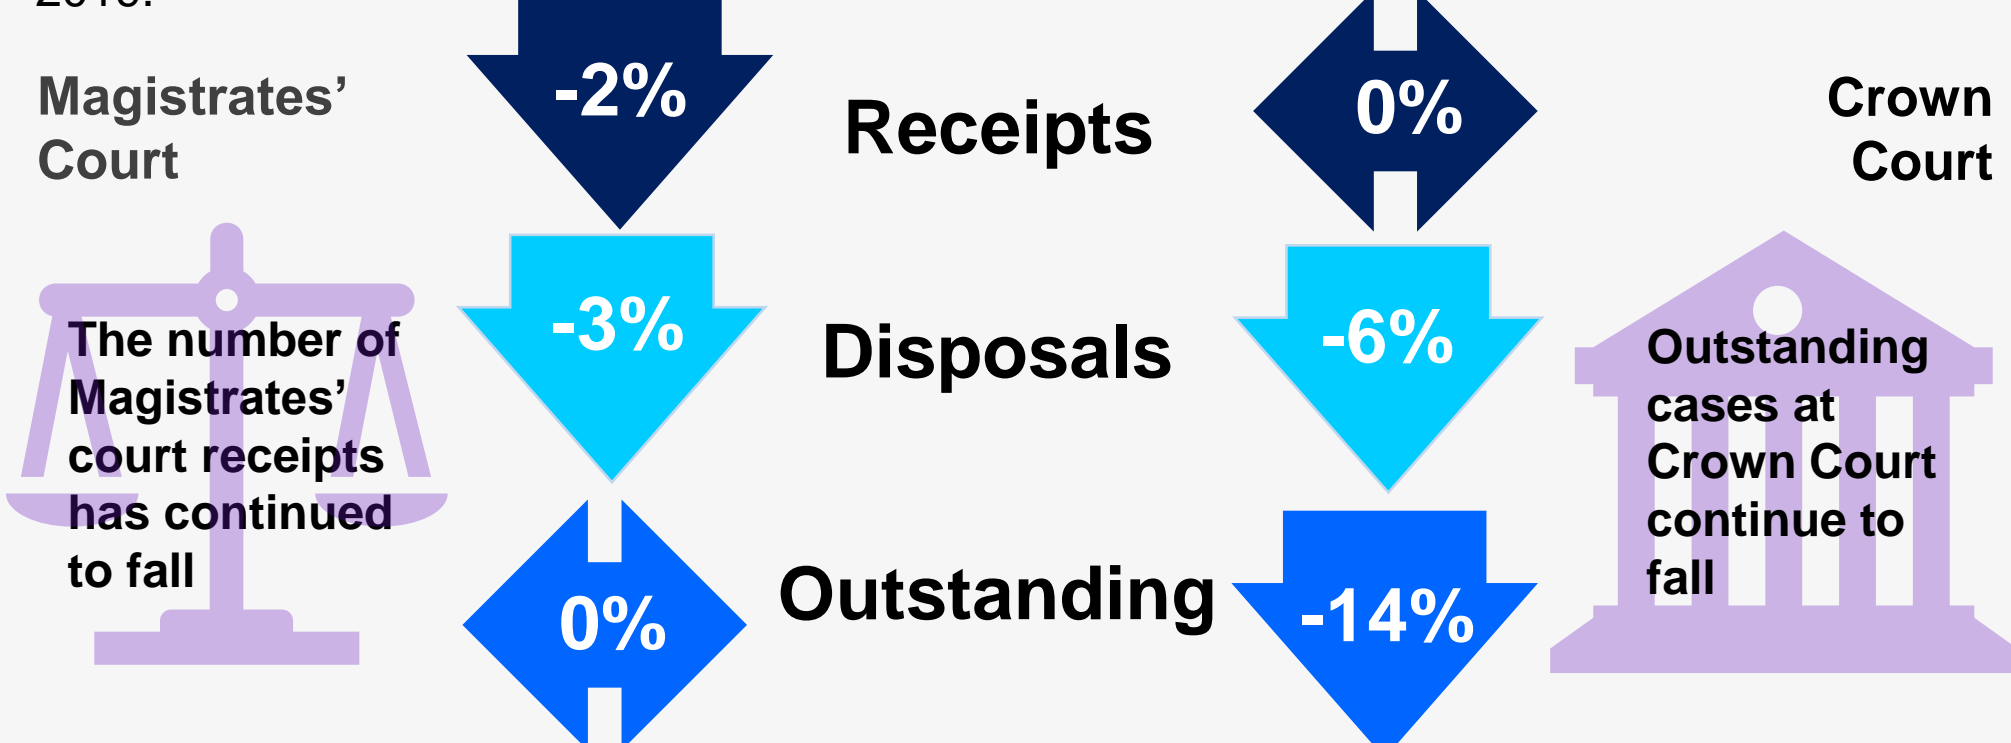 Magistrates’
Court
-2%
Receipts
0%
Crown
Court
-3%
Disposals
-6%
The number of
Magistrates’
court receipts
has continued
to fall
Outstanding
cases at
Crown Court
continue to
fall
0%
Outstanding
-14%